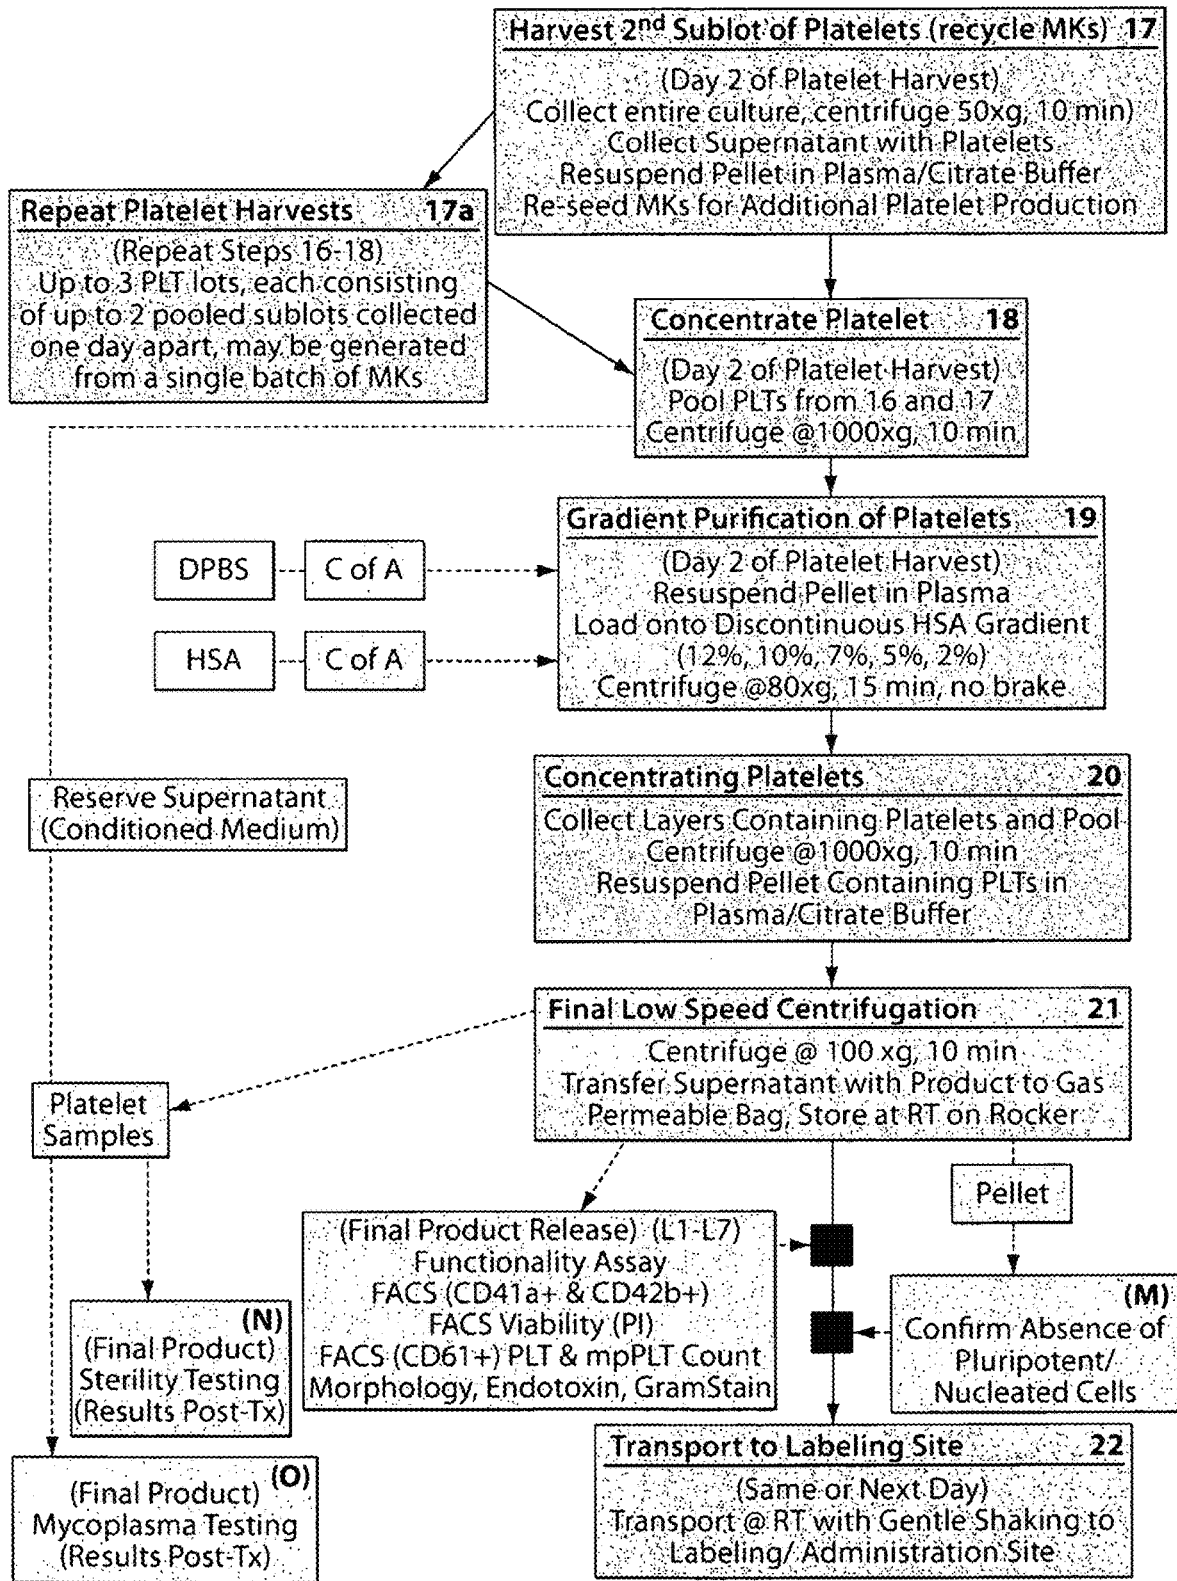 Harvest 2nd Sublot of Platelets (recycle MKs) 17
(Day 2 of Platelet Harvest)
Collect entire culture, centrifuge 50xg, 10 min)
Collect Supernatant with Platelets
Resuspend Pellet in Plasma/Citrate Buffer
Re-seed MKs for Additional Platelet Production
Repeat Platelet Harvests 17a
(Repeat Steps 16-18)
Up to 3 PLT lots, each consisting
of up to 2 pooled sublots collected
one day apart, may be generated
from a single batch of MKs
Concentrate Platelet 18
(Day 2 of Platelet Harvest)
Pool PLTs from 16 and 17
Centrifuge @1000xg, 10 min
Gradient Purification of Platelets 19
(Day 2 of Platelet Harvest)
Resuspend Pellet in Plasma
Load onto Discontinuous HSA Gradient
(12%, 10%, 7%, 5%, 2%)
Centrifuge @80xg, 15 min, no brake
DPBS C of A
HSA C of A
Reserve Supernatant
(Conditioned Medium)
Concentrating Platelets 20
Collect Layers Containing Platelets and Pool
Centrifuge @1000xg, 10 min
Resuspend Pellet Containing PLTs in
Plasma/Citrate Buffer
Final Low Speed Centrifugation 21
Centrifuge @ 100 xg, 10 min
Transfer Supernatant with Product to Gas
Permeable Bag, Store at RT on Rocker
Platelet
Samples
Pellet
(Final Product Release) (L1-L7)
Functionality Assay
FACS (CD41a+ & CD42b+)
FACS Viability (PI)
FACS (CD61+) PLT & mpPLT Count
Morphology, Endotoxin, GramStain
(M)
Confirm Absence of
Pluripotent/
Nucleated Cells
(N)
(Final Product)
Sterility Testing
(Results Post-Tx)
(O)
(Final Product)
Mycoplasma Testing
(Results Post-Tx)
Transport to Labeling Site 22
(Same or Next Day)
Transport @ RT with Gentle Shaking to
Labeling/ Administration Site